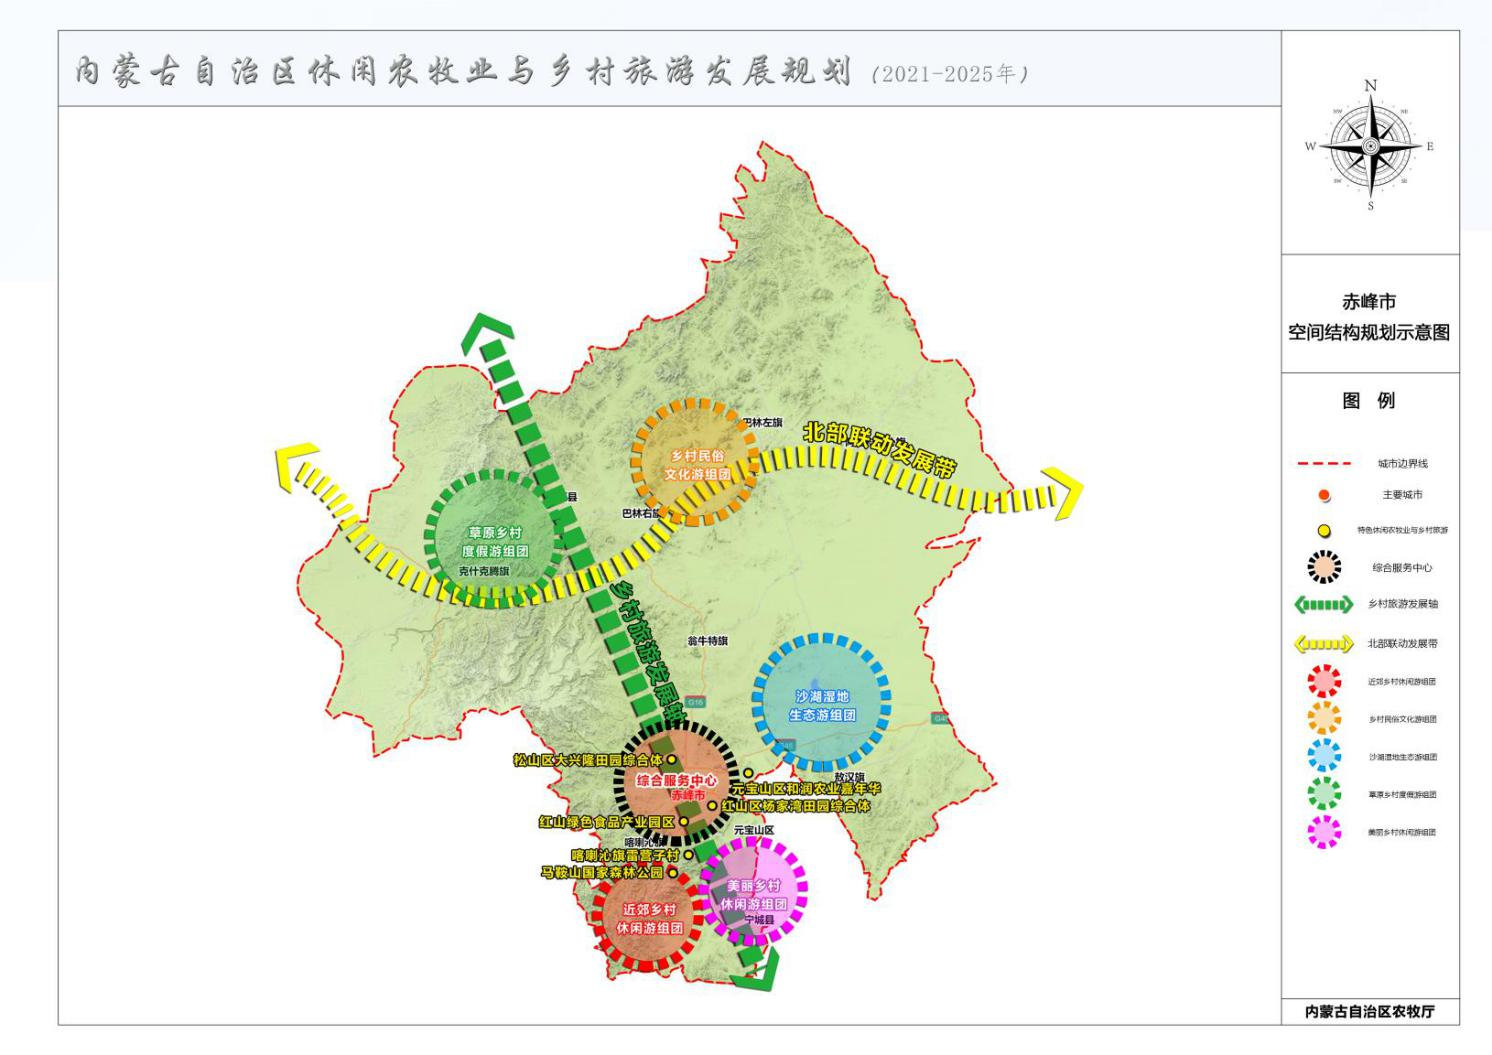 内蒙古自治区休闲农牧业与乡村旅游发展规划(2021-2025年)
N
NW
NE
W
E
SW
SE
S
赤峰市
空间结构规划示意图
图 例
城市边界线
主要城市
特色休闲农牧业与乡村旅游
综合服务中心
乡村旅游发展轴
北部联动发展带
近郊乡村休闲游组团
乡村民俗文化游组团
沙湖湿地生态游组团
草原乡村度假游组团
美丽乡村休闲游组团
内蒙古自治区农牧厅
巴林左旗
北部联动发展带
乡村民俗
文化游组团
县
巴林右旗
草原乡村
度假游组团
克什克腾旗
乡村旅游发展轴
翁牛特旗
G16
沙湖湿地
生态游组团
G45
松山区大兴隆田园综合体
综合服务中心
赤峰市
敖汉旗
元宝山区和润农业嘉年华
红山区杨家湾田园综合体
红山绿色食品产业园区
元宝山区
喀喇沁旗
喀喇沁旗雷营子村
马鞍山国家森林公园
美丽乡村
休闲游组团
宁城县
近郊乡村
休闲游组团